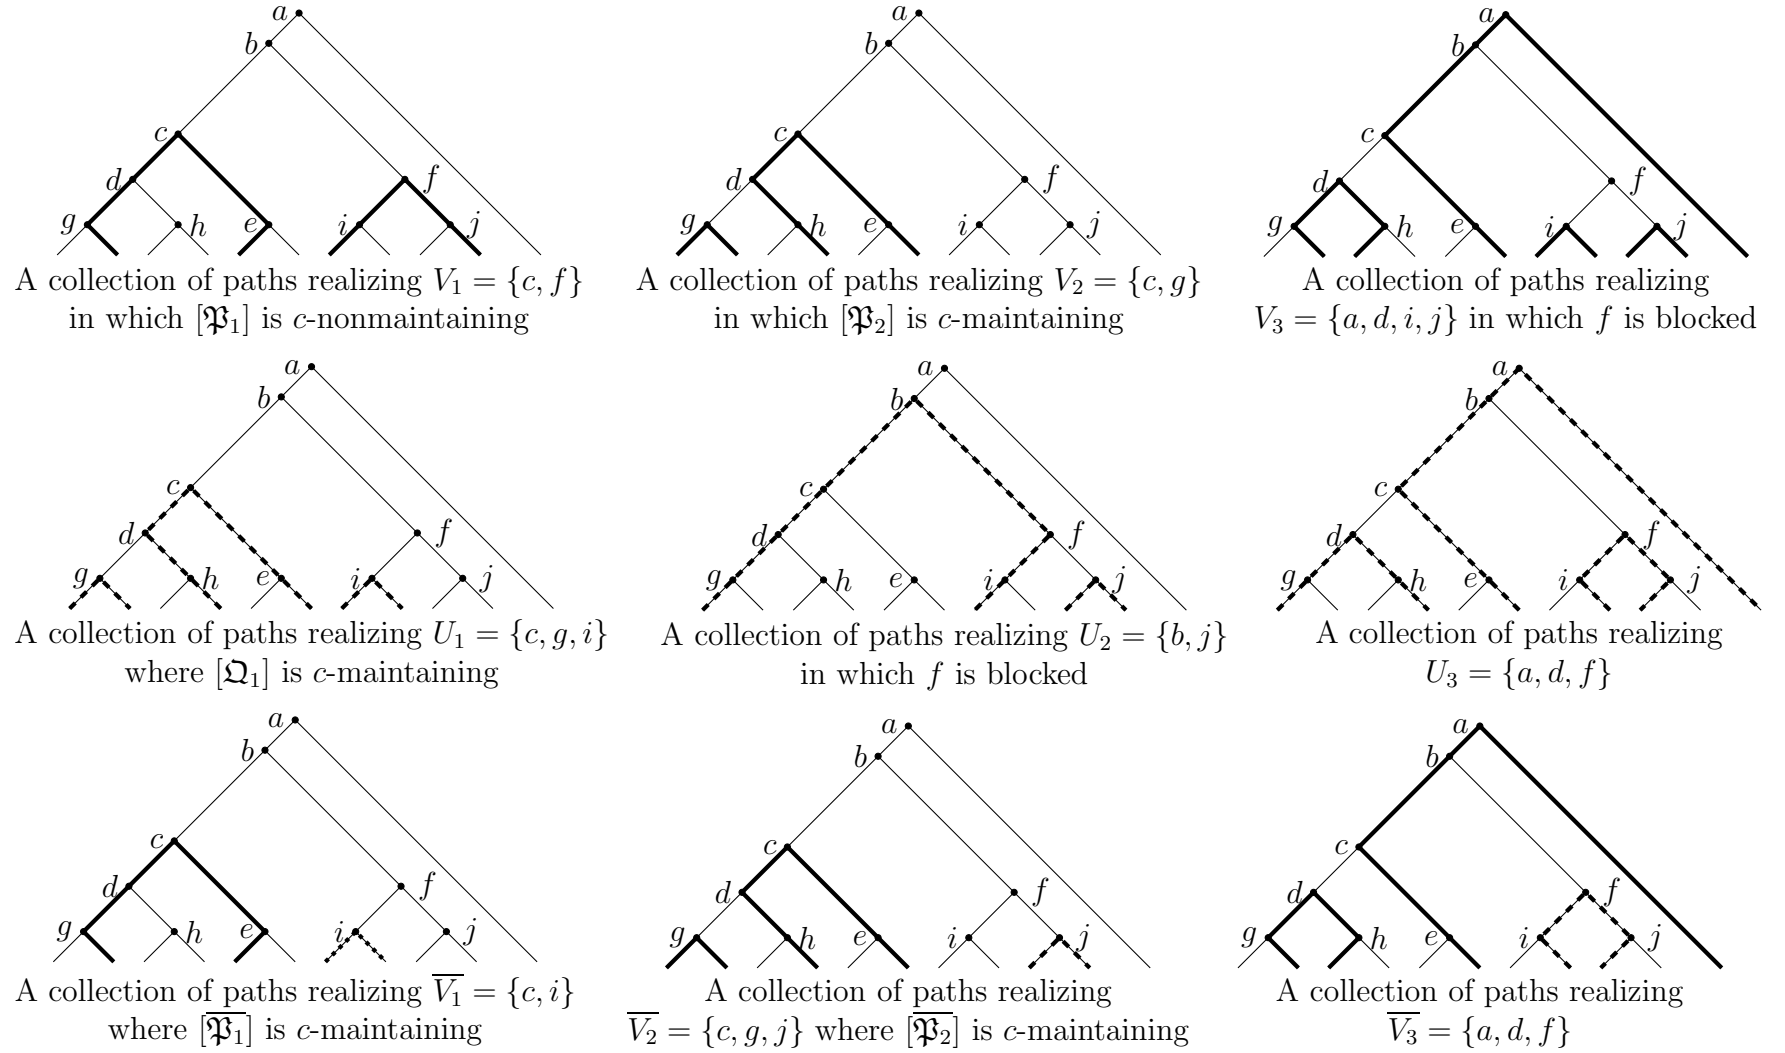 a
b
c
d
f
g
h
e
i
j
A collection of paths realizing V₁ = {c, f}
in which [𝔓₁] is c-nonmaintaining
a
b
c
d
f
g
h
e
i
j
A collection of paths realizing V₂ = {c, g}
in which [𝔓₂] is c-maintaining
a
b
c
d
f
g
h
e
i
j
A collection of paths realizing
V₃ = {a, d, i, j} in which f is blocked
a
b
c
d
f
g
h
e
i
j
A collection of paths realizing U₁ = {c, g, i}
where [𝔔₁] is c-maintaining
a
b
c
d
f
g
h
e
i
j
A collection of paths realizing U₂ = {b, j}
in which f is blocked
a
b
c
d
f
g
h
e
i
j
A collection of paths realizing
U₃ = {a, d, f}
a
b
c
d
f
g
h
e
i
j
A collection of paths realizing V̅₁ = {c, i}
where [𝔓̅₁] is c-maintaining
a
b
c
d
f
g
h
e
i
j
A collection of paths realizing
V̅₂ = {c, g, j} where [𝔓̅₂] is c-maintaining
a
b
c
d
f
g
h
e
i
j
A collection of paths realizing
V̅₃ = {a, d, f}